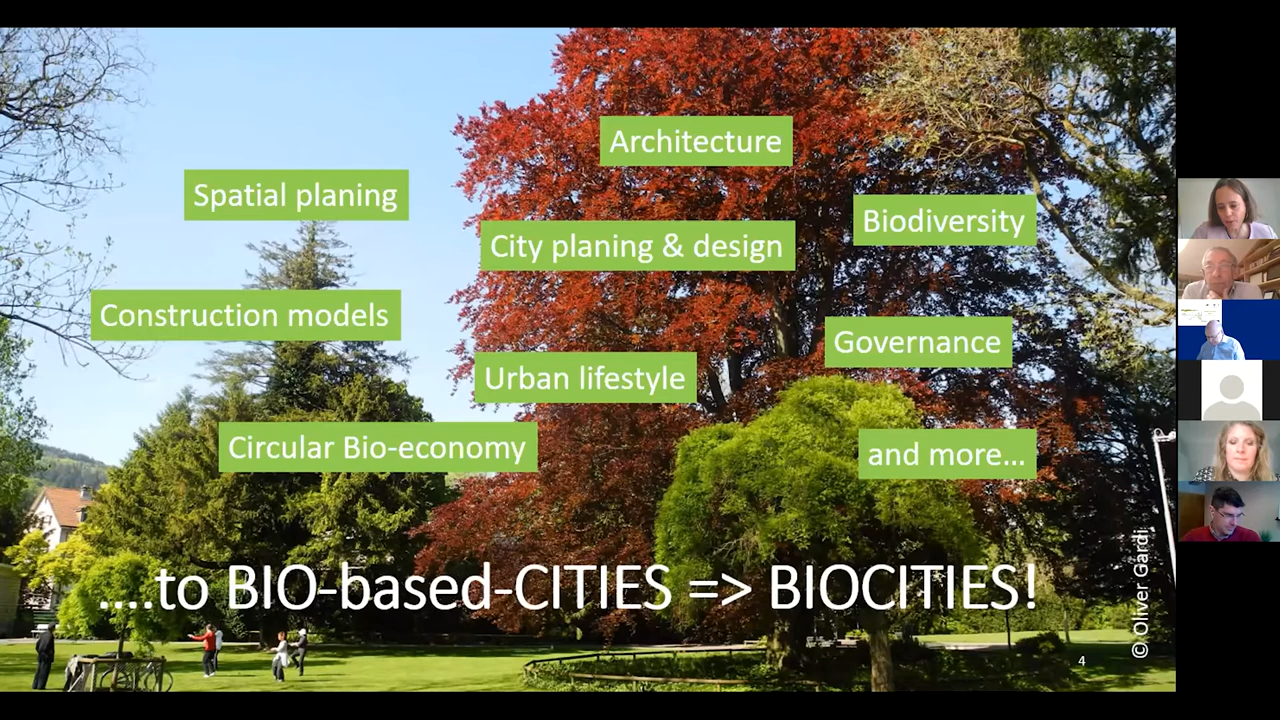 Architecture
Spatial planing
Biodiversity
City planing & design
Construction models
Governance
Urban lifestyle
Circular Bio-economy
and more...
....to BIO-based-CITIES => BIOCITIES!
© Oliver Gardi
4